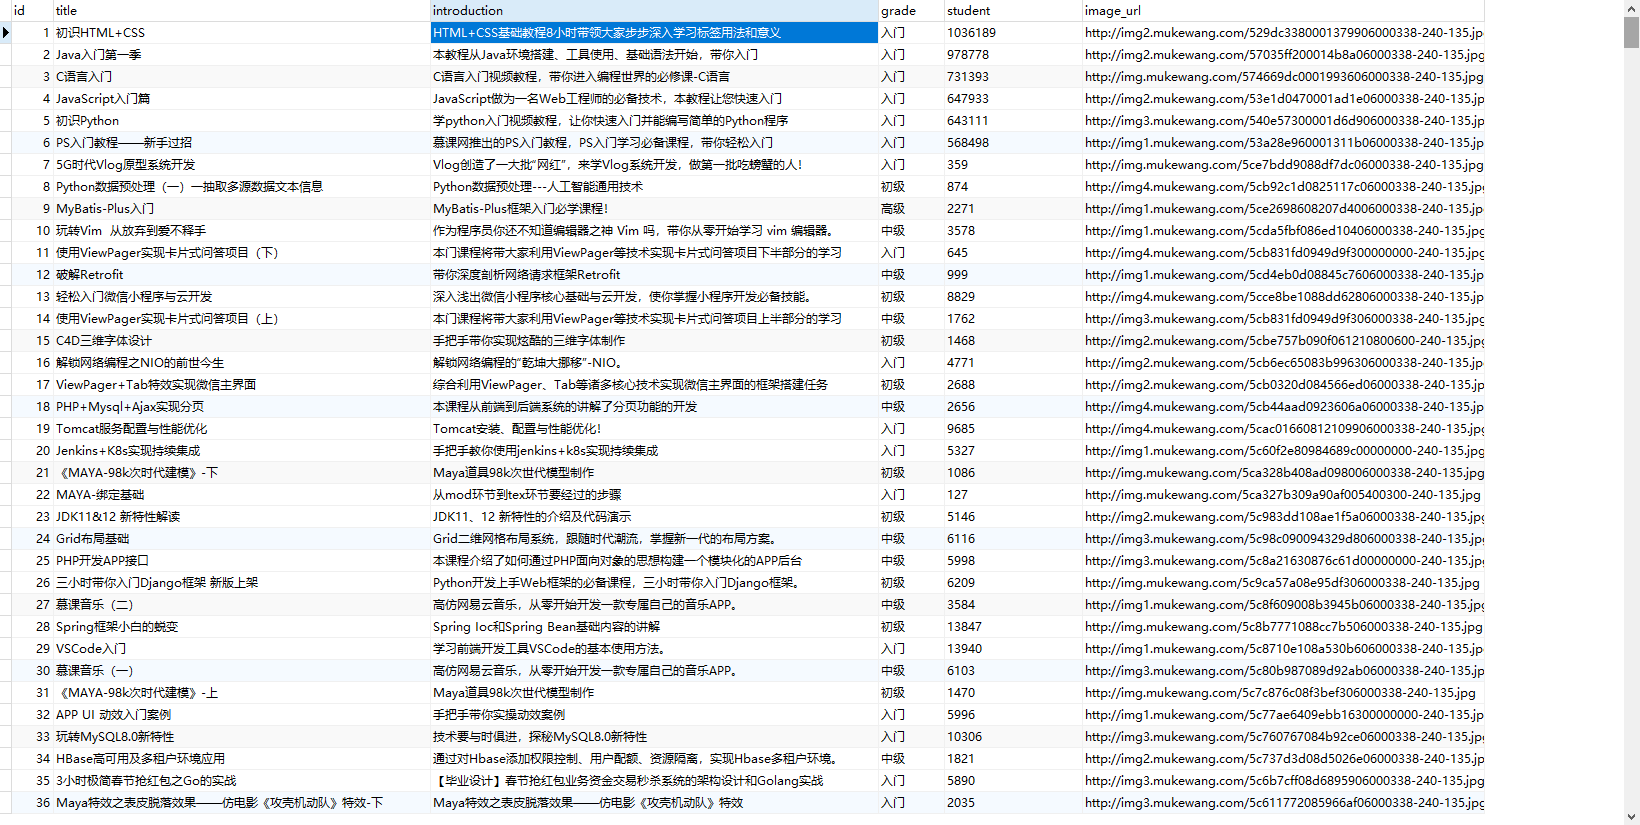 id title introduction grade student image_url
1 初识HTML+CSS HTML+CSS基础教程8小时带领大家步步深入学习标签用法和意义 入门 1036189 http://img2.mukewang.com/529dc3380001379906000338-240-135.jp
2 Java入门第一季 本教程从Java环境搭建、工具使用、基础语法开始，带你入门 入门 978778 http://img2.mukewang.com/57035ff200014b8a06000338-240-135.jp
3 C语言入门 C语言入门视频教程，带你进入编程世界的必修课-C语言 入门 731393 http://img.mukewang.com/574669dc0001993606000338-240-135.jpg
4 JavaScript入门篇 JavaScript做为一名Web工程师的必备技术，本教程让您快速入门 入门 647933 http://img1.mukewang.com/53e1d0470001ad1e06000338-240-135.jp
5 初识Python 学python入门视频教程，让你快速入门并能编写简单的Python程序 入门 643111 http://img3.mukewang.com/540e57300001d6d906000338-240-135.jp
6 PS入门教程——新手过招 慕课网推出的PS入门教程，PS入门学习必备课程，带你轻松入门 入门 568498 http://img1.mukewang.com/53a28e960001311b06000338-240-135.jp
7 5G时代Vlog原型系统开发 Vlog创造了一大批“网红”，来学Vlog系统开发，做第一批吃螃蟹的人！ 入门 359 http://img.mukewang.com/5ce7bdd9088df7dc06000338-240-135.jpg
8 Python数据预处理（一）一抽取多源数据文本信息 Python数据预处理---人工智能通用技术 初级 874 http://img4.mukewang.com/5cb92c1d0825117c06000338-240-135.jp
9 MyBatis-Plus入门 MyBatis-Plus框架入门必学课程！ 高级 2271 http://img1.mukewang.com/5ce2698608207d4006000338-240-135.jp
10 玩转Vim 从放弃到爱不释手 作为程序员你还不知道编辑器之神 Vim 吗，带你从零开始学习 vim 编辑器。 中级 3578 http://img1.mukewang.com/5cda5fbf086ed10406000338-240-135.jp
11 使用ViewPager实现卡片式问答项目（下） 本门课程将带大家利用ViewPager等技术实现卡片式问答项目下半部分的学习 入门 645 http://img4.mukewang.com/5cb831fd0949d9f300000000-240-135.jp
12 破解Retrofit 带你深度剖析网络请求框架Retrofit 中级 999 http://img1.mukewang.com/5cd4eb0d08845c7606000338-240-135.jp
13 轻松入门微信小程序与云开发 深入浅出微信小程序核心基础与云开发，使你掌握小程序开发必备技能。 初级 8829 http://img4.mukewang.com/5cce8be1088dd62806000338-240-135.jp
14 使用ViewPager实现卡片式问答项目（上） 本门课程将带大家利用ViewPager等技术实现卡片式问答项目上半部分的学习 中级 1762 http://img3.mukewang.com/5cb831fd0949d9f306000338-240-135.jp
15 C4D三维字体设计 手把手带你实现炫酷的三维字体制作 初级 1468 http://img2.mukewang.com/5cbe757b090f061210800600-240-135.jp
16 解锁网络编程之NIO的前世今生 解锁网络编程的“乾坤大挪移”-NIO。 入门 4771 http://img2.mukewang.com/5cb6ec65083b996306000338-240-135.jp
17 ViewPager+Tab特效实现微信主界面 综合利用ViewPager、Tab等诸多核心技术实现微信主界面的框架搭建任务 初级 2688 http://img2.mukewang.com/5cb0320d084566ed06000338-240-135.jp
18 PHP+Mysql+Ajax实现分页 本课程从前端到后端系统的讲解了分页功能的开发 中级 2656 http://img4.mukewang.com/5cb44aad0923606a06000338-240-135.jp
19 Tomcat服务配置与性能优化 Tomcat安装、配置与性能优化！ 入门 9685 http://img4.mukewang.com/5cac01660812109906000338-240-135.jp
20 Jenkins+K8s实现持续集成 手把手教你使用jenkins+k8s实现持续集成 入门 5327 http://img1.mukewang.com/5c60f2e80984689c00000000-240-135.jp
21 《MAYA-98k次时代建模》-下 Maya道具98k次世代模型制作 初级 1086 http://img.mukewang.com/5ca328b408ad098006000338-240-135.jpg
22 MAYA-绑定基础 从mod环节到tex环节要经过的步骤 入门 127 http://img.mukewang.com/5ca327b309a90af005400300-240-135.jpg
23 JDK11&12 新特性解读 JDK11、12 新特性的介绍及代码演示 初级 5146 http://img2.mukewang.com/5c983dd108ae1f5a06000338-240-135.jp
24 Grid布局基础 Grid二维网格布局系统，跟随时代潮流，掌握新一代的布局方案。 中级 6116 http://img3.mukewang.com/5c98c090094329d806000338-240-135.jp
25 PHP开发APP接口 本课程介绍了如何通过PHP面向对象的思想构建一个模块化的APP后台 中级 5998 http://img3.mukewang.com/5c8a21630876c61d00000000-240-135.jp
26 三小时带你入门Django框架 新版上架 Python开发上手Web框架的必备课程，三小时带你入门Django框架。 初级 6209 http://img.mukewang.com/5c9ca57a08e95df306000338-240-135.jpg
27 慕课音乐（二） 高仿网易云音乐，从零开始开发一款专属自己的音乐APP。 中级 3584 http://img1.mukewang.com/5c8f609008b3945b06000338-240-135.jp
28 Spring框架小白的蜕变 Spring Ioc和Spring Bean基础内容的讲解 初级 13847 http://img.mukewang.com/5c8b7771088cc7b506000338-240-135.jpg
29 VSCode入门 学习前端开发工具VSCode的基本使用方法。 入门 13940 http://img1.mukewang.com/5c8710e108a530b606000338-240-135.jp
30 慕课音乐（一） 高仿网易云音乐，从零开始开发一款专属自己的音乐APP。 中级 6103 http://img3.mukewang.com/5c80b987089d92ab06000338-240-135.jp
31 《MAYA-98k次时代建模》-上 Maya道具98k次世代模型制作 初级 1470 http://img.mukewang.com/5c7c876c08f3bef306000338-240-135.jpg
32 APP UI 动效入门案例 手把手带你实操动效案例 入门 5996 http://img1.mukewang.com/5c77ae6409ebb16300000000-240-135.jp
33 玩转MySQL8.0新特性 技术要与时俱进，探秘MySQL8.0新特性 入门 10306 http://img3.mukewang.com/5c760767084b92ce06000338-240-135.jp
34 HBase高可用及多租户环境应用 通过对Hbase添加权限控制、用户配额、资源隔离，实现Hbase多租户环境。 中级 1821 http://img2.mukewang.com/5c737d3d08d5026e06000338-240-135.jp
35 3小时极简春节抢红包之Go的实战 【毕业设计】春节抢红包业务资金交易秒杀系统的架构设计和Golang实战 入门 5890 http://img3.mukewang.com/5c6b7cff08d6895906000338-240-135.jp
36 Maya特效之表皮脱落效果——仿电影《攻壳机动队》特效-下 Maya特效之表皮脱落效果——仿电影《攻壳机动队》特效 入门 2035 http://img3.mukewang.com/5c611772085966af06000338-240-135.jp